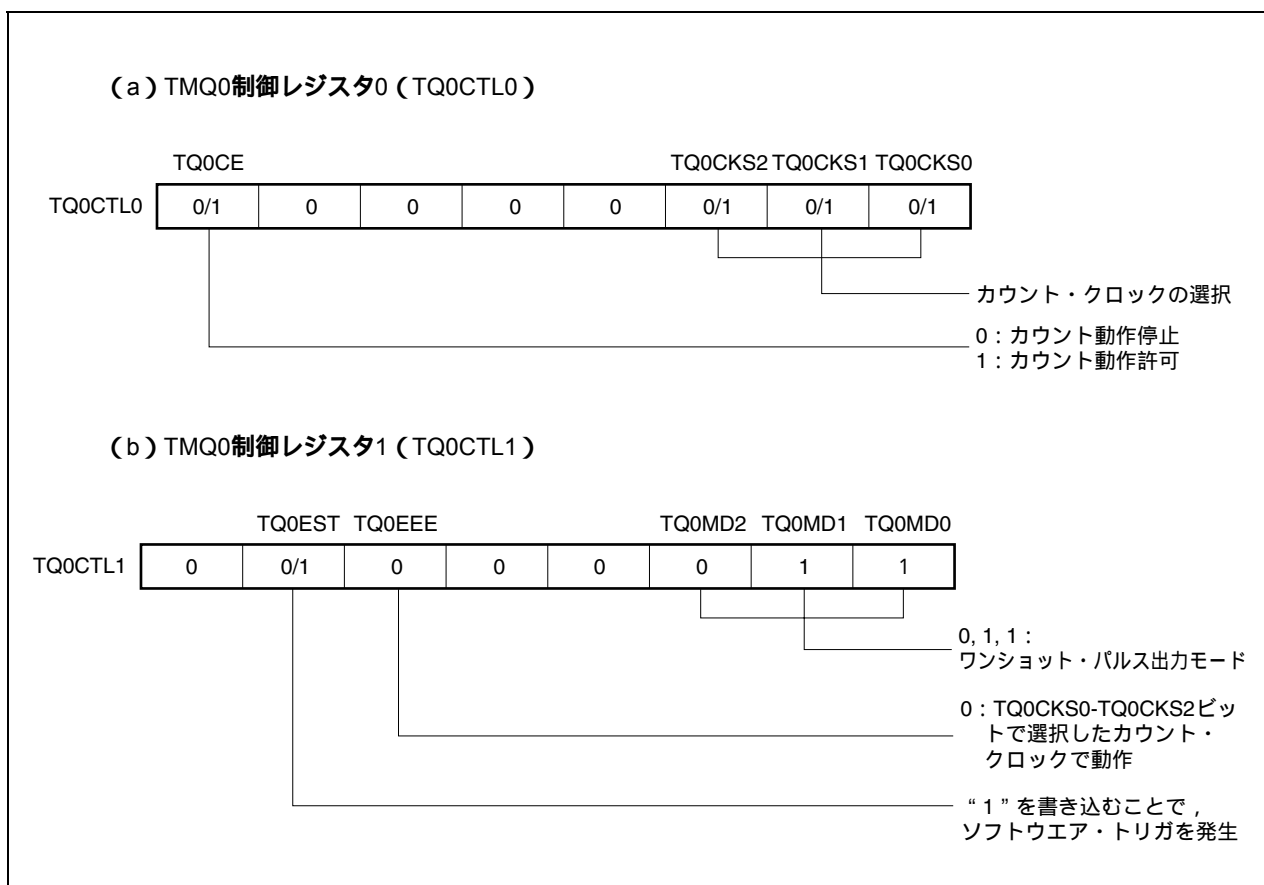 (a)TMQ0制御レジスタ0(TQ0CTL0)
TQ0CE TQ0CKS2 TQ0CKS1 TQ0CKS0
TQ0CTL0 0/1 0 0 0 0 0/1 0/1 0/1
カウント・クロックの選択
0:カウント動作停止
1:カウント動作許可
(b)TMQ0制御レジスタ1(TQ0CTL1)
TQ0EST TQ0EEE TQ0MD2 TQ0MD1 TQ0MD0
TQ0CTL1 0 0/1 0 0 0 0 1 1
0, 1, 1:
ワンショット・パルス出力モード
0:TQ0CKS0-TQ0CKS2ビッ
トで選択したカウント・
クロックで動作
“1”を書き込むことで,
ソフトウエア・トリガを発生